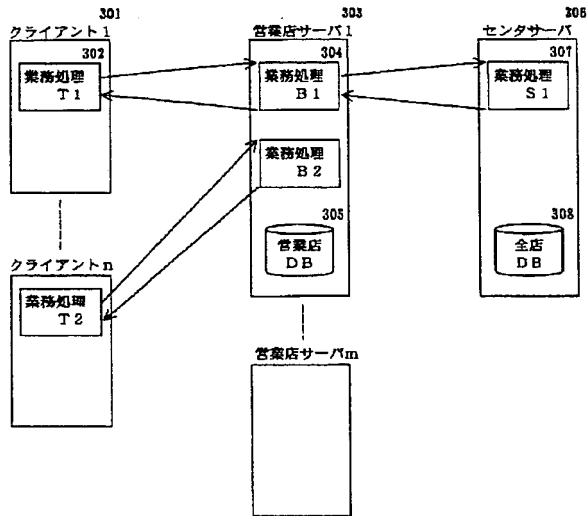 301
クライアント1
302
業務処理
T1
クライアントn
業務処理
T2
303
営業店サーバ1
304
業務処理
B1
業務処理
B2
305
営業店
DB
営業店サーバm
306
センタサーバ
307
業務処理
S1
308
全店
DB